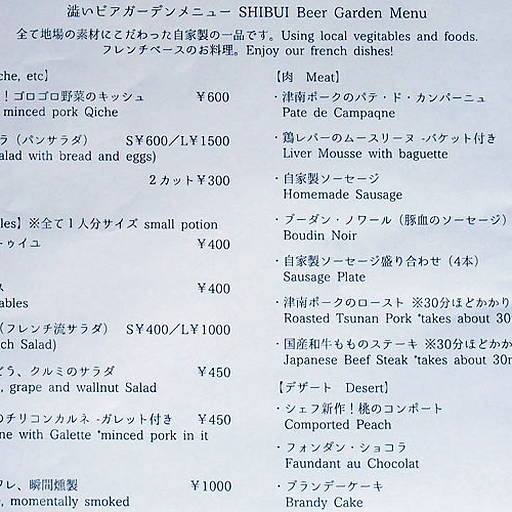 澁いビアガーデンメニュー SHIBUI Beer Garden Menu
全て地場の素材にこだわった自家製の一品です。Using local vegitables and foods.
フレンチベースのお料理。Enjoy our french dishes!
che, etc】
！ゴロゴロ野菜のキッシュ ￥600
minced pork Qiche
ラ（パンサラダ） S￥600／L￥1500
alad with bread and eggs)
２カット￥300
les】※全て１人分サイズ small potion
ゥイユ ￥400
ス ￥400
ables
（フレンチ流サラダ） S￥400／L￥1000
ch Salad)
どう、クルミのサラダ ￥450
, grape and wallnut Salad
のチリコンカルネ -ガレット付き ￥450
ne with Galette *minced pork in it
フレ、瞬間燻製 ￥1000
, momentally smoked
【肉 Meat】
・津南ポークのパテ・ド・カンパーニュ
Pate de Campaqne
・鶏レバーのムースリーヌ -バケット付き
Liver Mousse with baguette
・自家製ソーセージ
Homemade Sausage
・ブーダン・ノワール（豚血のソーセージ）
Boudin Noir
・自家製ソーセージ盛り合わせ（4本）
Sausage Plate
・津南ポークのロースト ※30分ほどかかり
Roasted Tsunan Pork *takes about 30
・国産和牛もものステーキ ※30分ほどか
Japanese Beef Steak *takes about 30m
【デザート Desert】
・シェフ新作！桃のコンポート
Comported Peach
・フォンダン・ショコラ
Faundant au Chocolat
・ブランデーケーキ
Brandy Cake